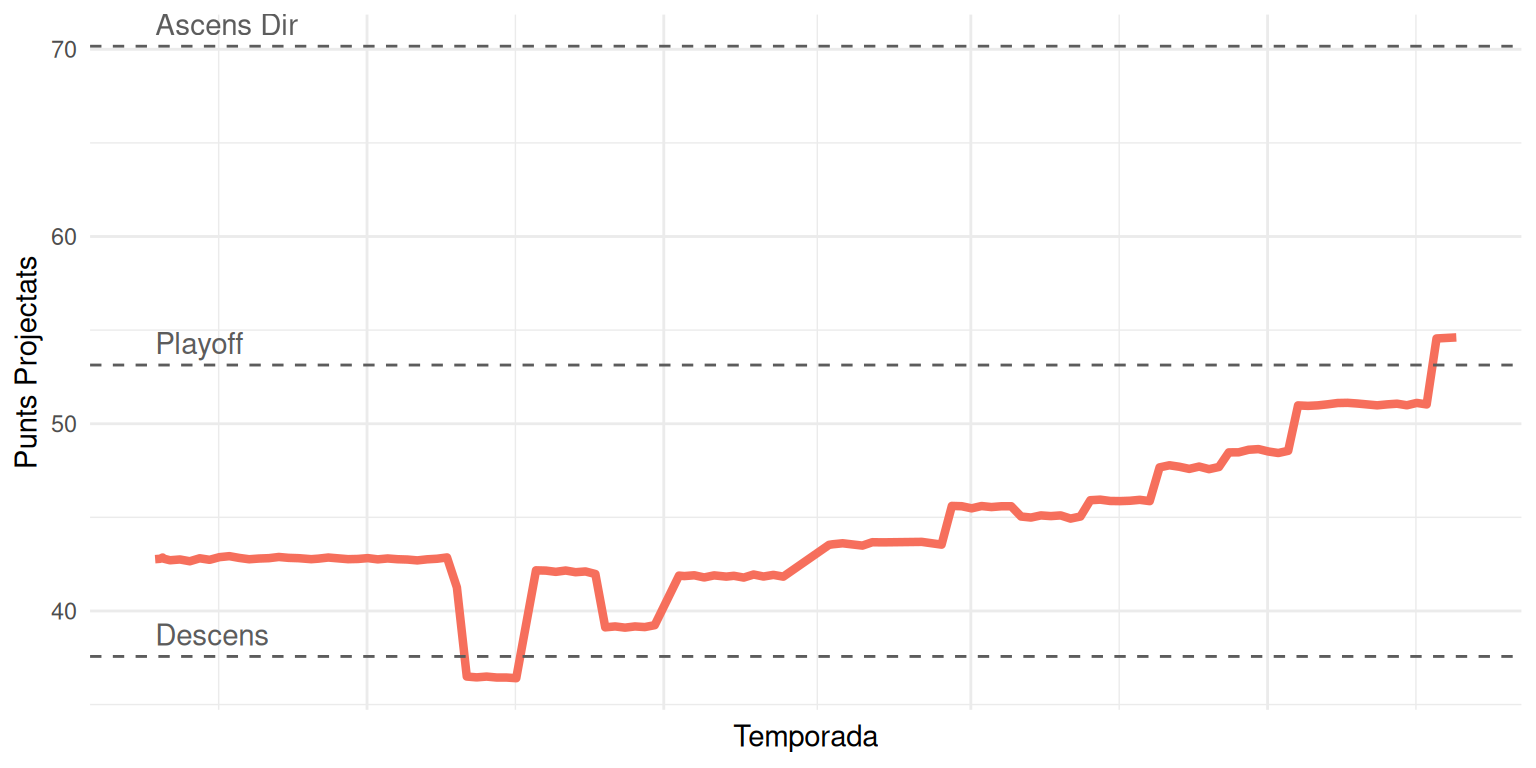 Ascens Dir
70
60
Playoff
50
40
Descens
Punts Projectats
Temporada